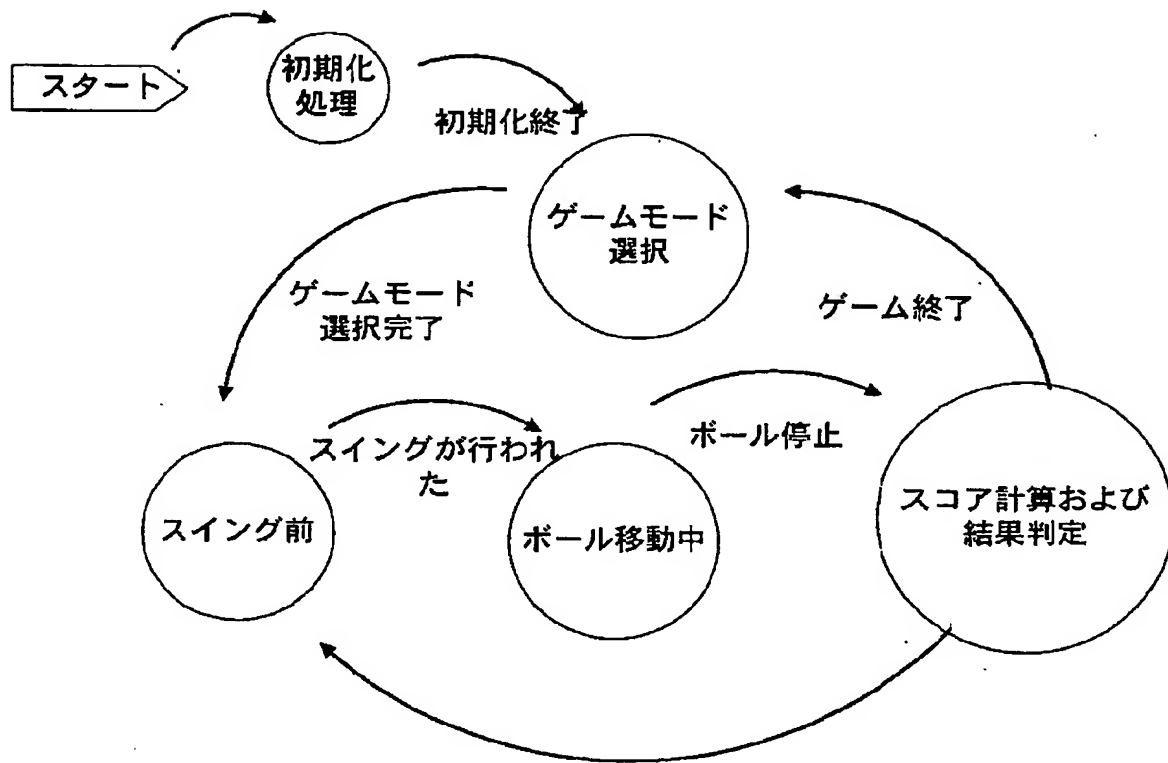 スタート
初期化
処理
初期化終了
ゲームモード
選択
ゲームモード
選択完了
ゲーム終了
スイングが行われ
た
ボール停止
スイング前
ボール移動中
スコア計算および
結果判定